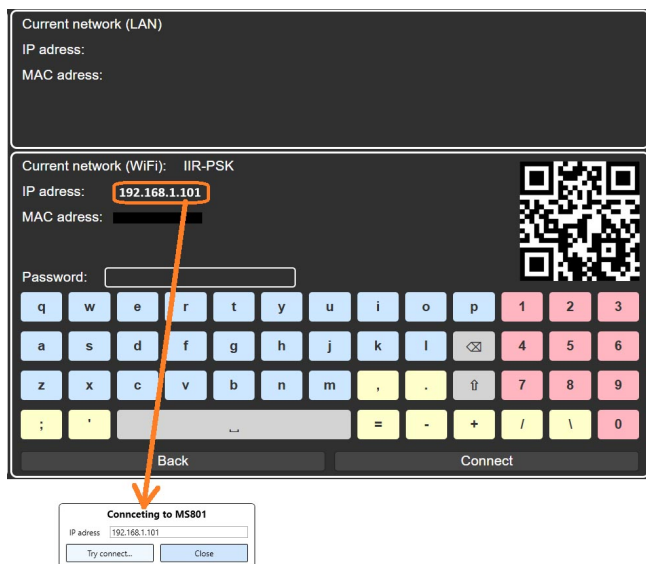 Current network (LAN)
IP adress:
MAC adress:
Current network (WiFi): IIR-PSK
IP adress: 192.168.1.101
MAC adress:
Password:
q w e r t y u i o p 1 2 3
a s d f g h j k l ⌫ 4 5 6
z x c v b n m , . ⇧ 7 8 9
; ' ␣ = - + / \ 0
Back Connect
Connceting to MS801
IP adress 192.168.1.101
Try connect... Close